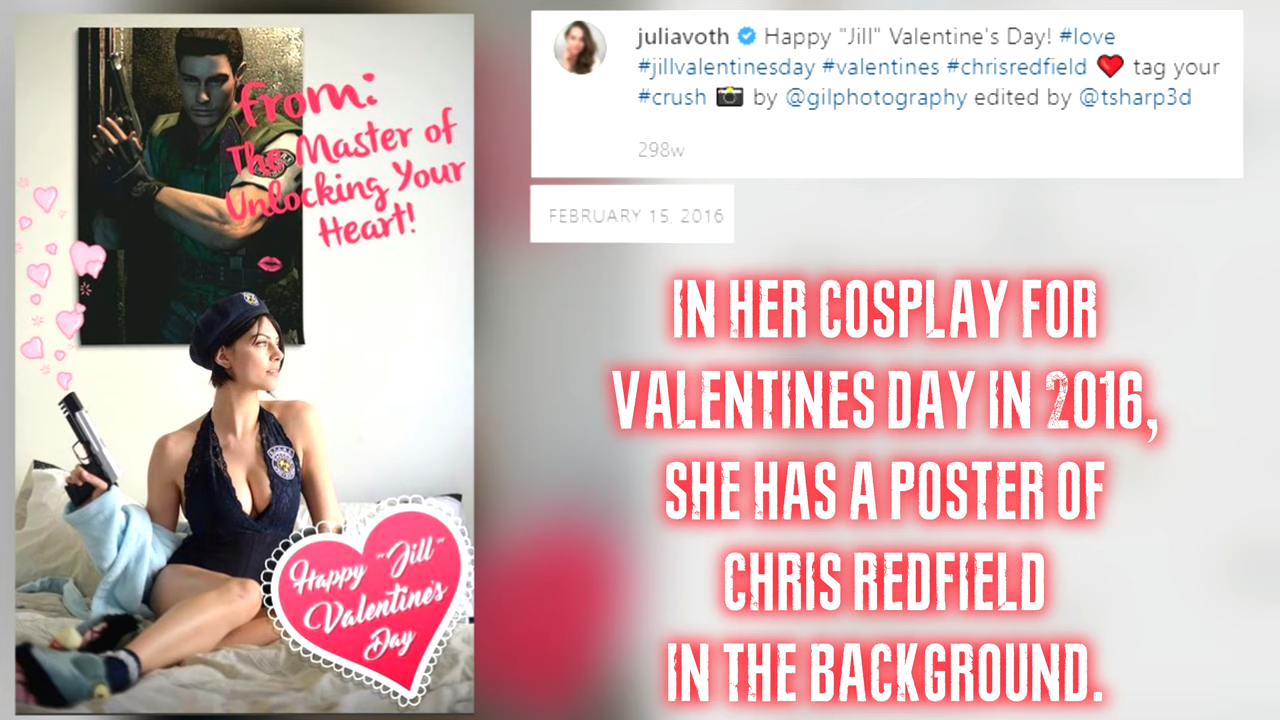 from:
The Master of
Unlocking Your
Heart!
Happy "Jill"
Valentine's
Day
juliavoth Happy "Jill" Valentine's Day! #love
#jillvalentinesday #valentines #chrisredfield ❤️ tag your
#crush 📷 by @gilphotography edited by @tsharp3d
298w
FEBRUARY 15, 2016
IN HER COSPLAY FOR
VALENTINES DAY IN 2016,
SHE HAS A POSTER OF
CHRIS REDFIELD
IN THE BACKGROUND.